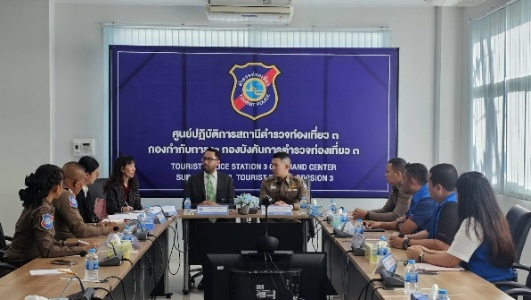 TOURIST POLICE
ศูนย์ปฏิบัติการสถานีตำรวจท่องเที่ยว ๓
กองกำกับการ ๒ กองบังคับการตำรวจท่องเที่ยว ๓
TOURIST POLICE STATION 3 COMMAND CENTER
DIVISION 3